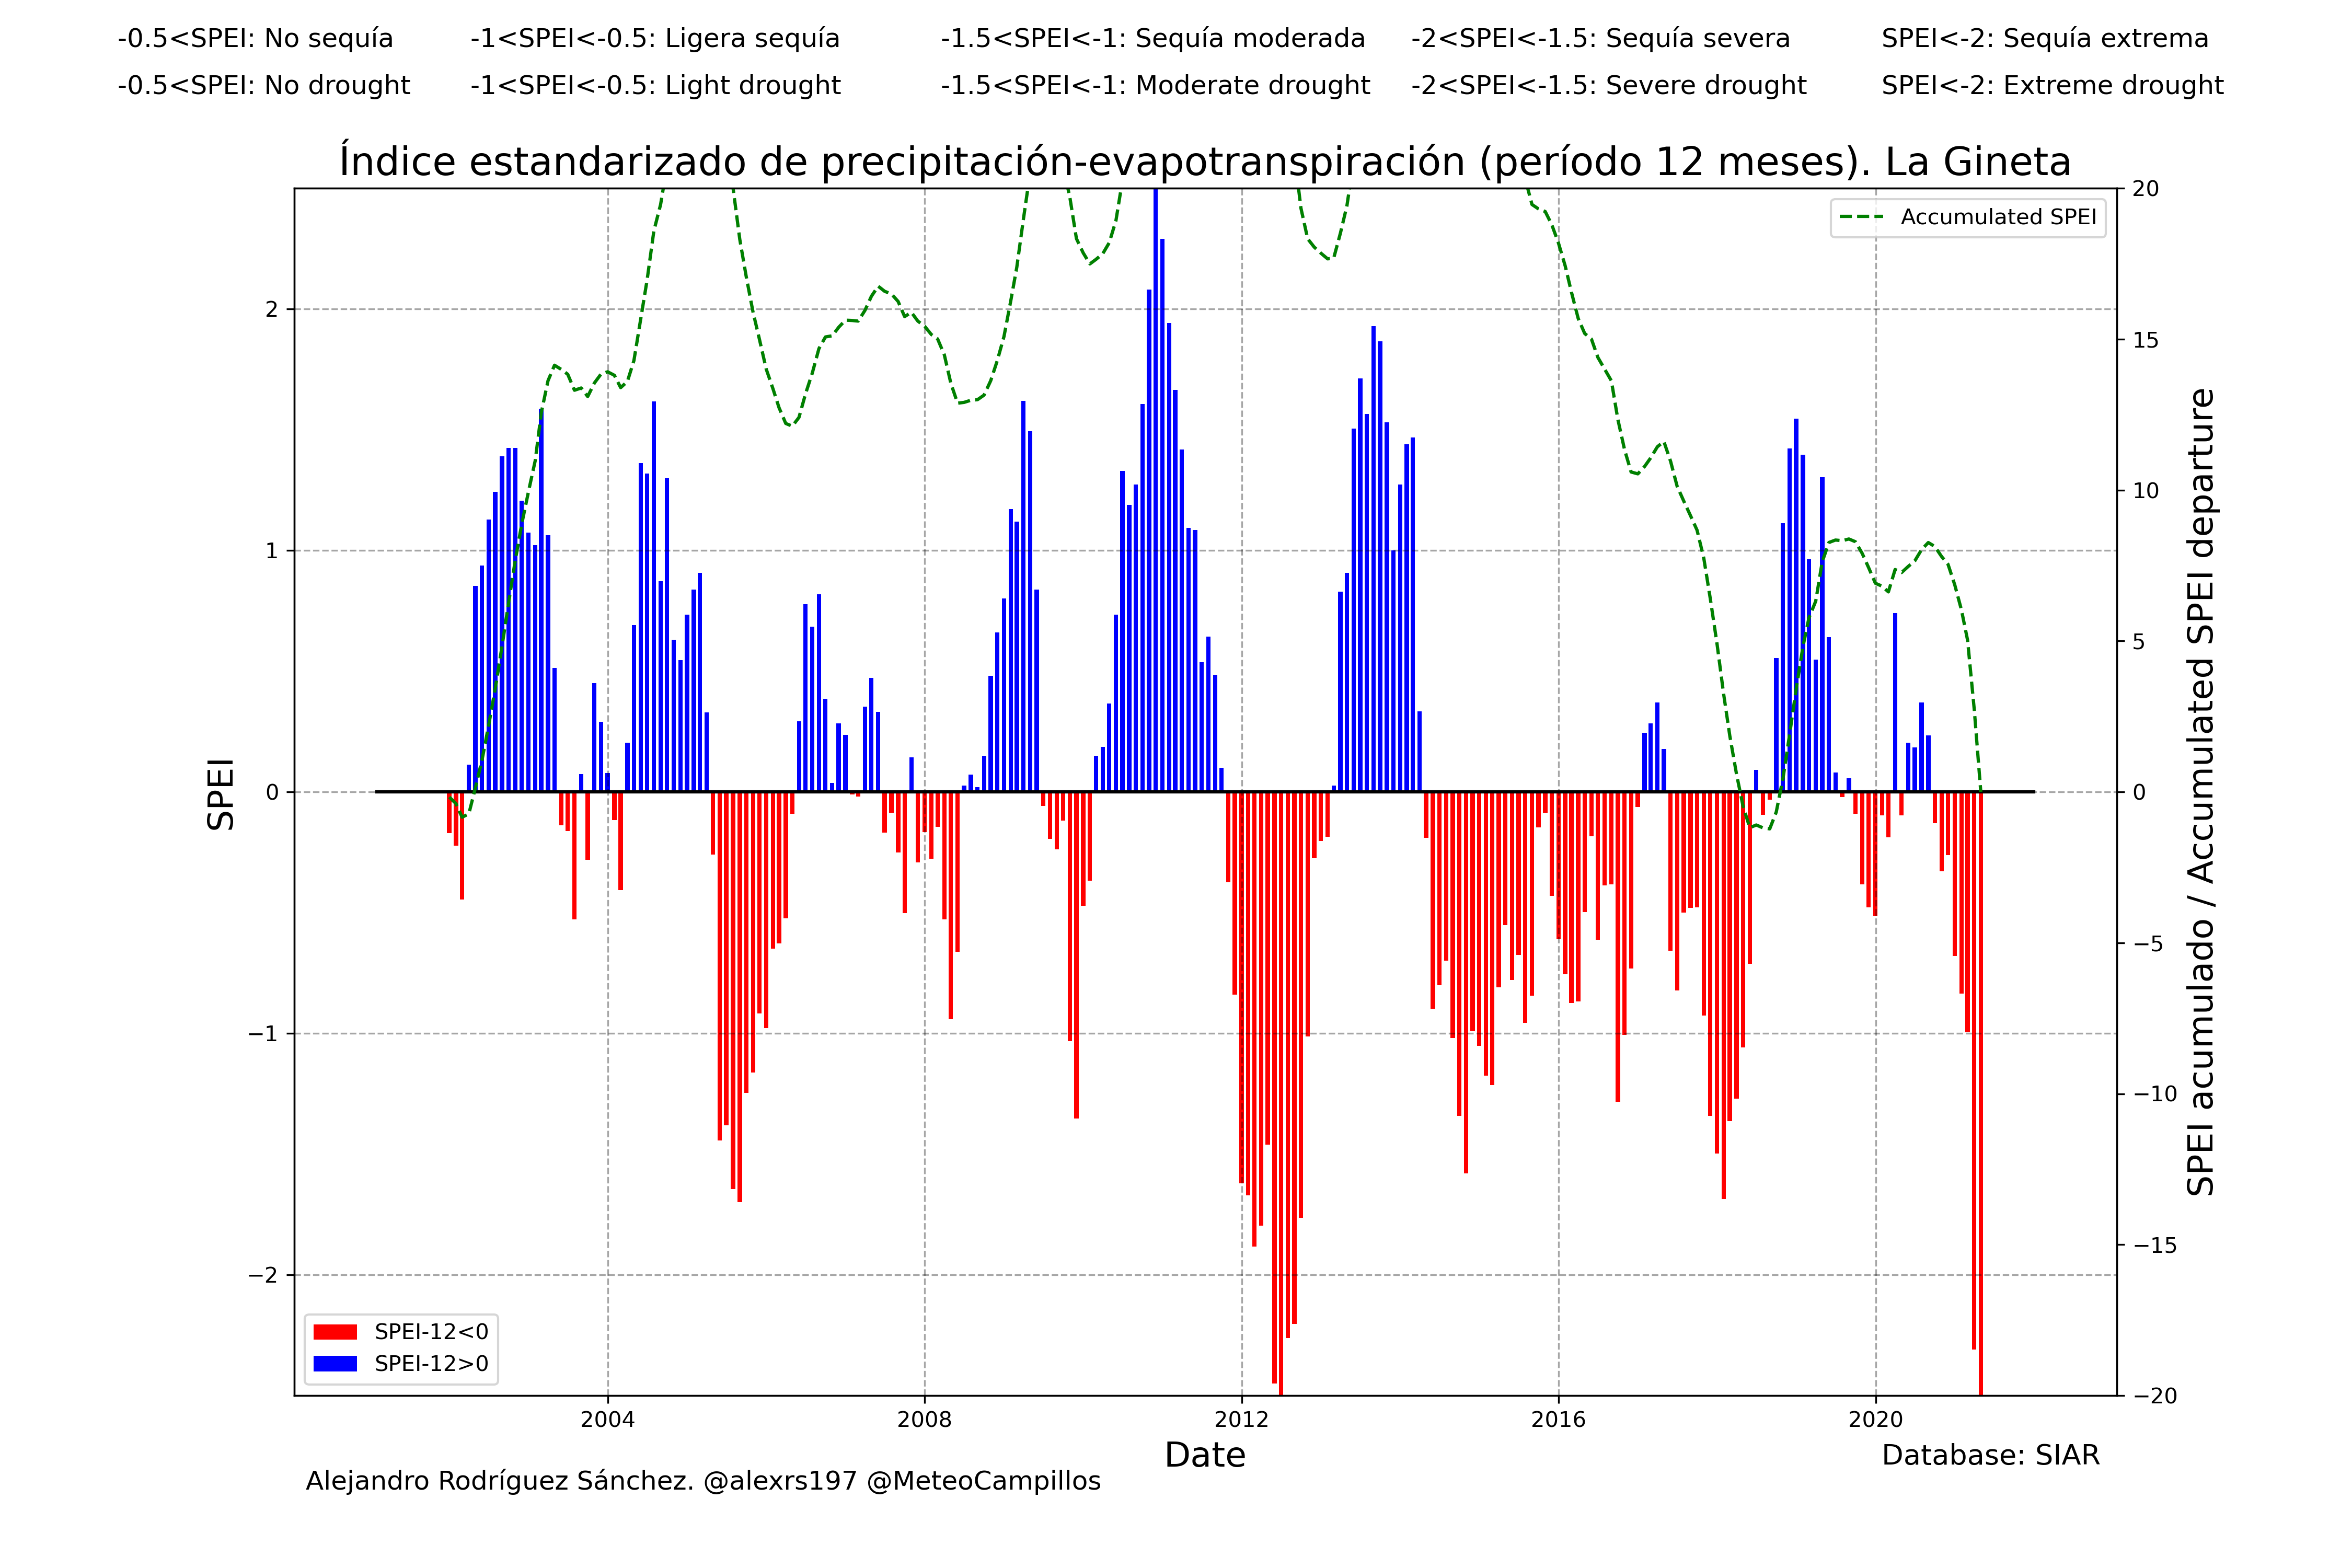 -0.5<SPEI: No sequía -1<SPEI<-0.5: Ligera sequía -1.5<SPEI<-1: Sequía moderada -2<SPEI<-1.5: Sequía severa SPEI<-2: Sequía extrema
-0.5<SPEI: No drought -1<SPEI<-0.5: Light drought -1.5<SPEI<-1: Moderate drought -2<SPEI<-1.5: Severe drought SPEI<-2: Extreme drought
Índice estandarizado de precipitación-evapotranspiración (período 12 meses). La Gineta
Accumulated SPEI
SPEI
2
1
0
−1
−2
20
15
10
5
0
−5
−10
−15
−20
SPEI acumulado / Accumulated SPEI departure
SPEI-12<0
SPEI-12>0
2004 2008 2012 2016 2020
Date
Database: SIAR
Alejandro Rodríguez Sánchez. @alexrs197 @MeteoCampillos